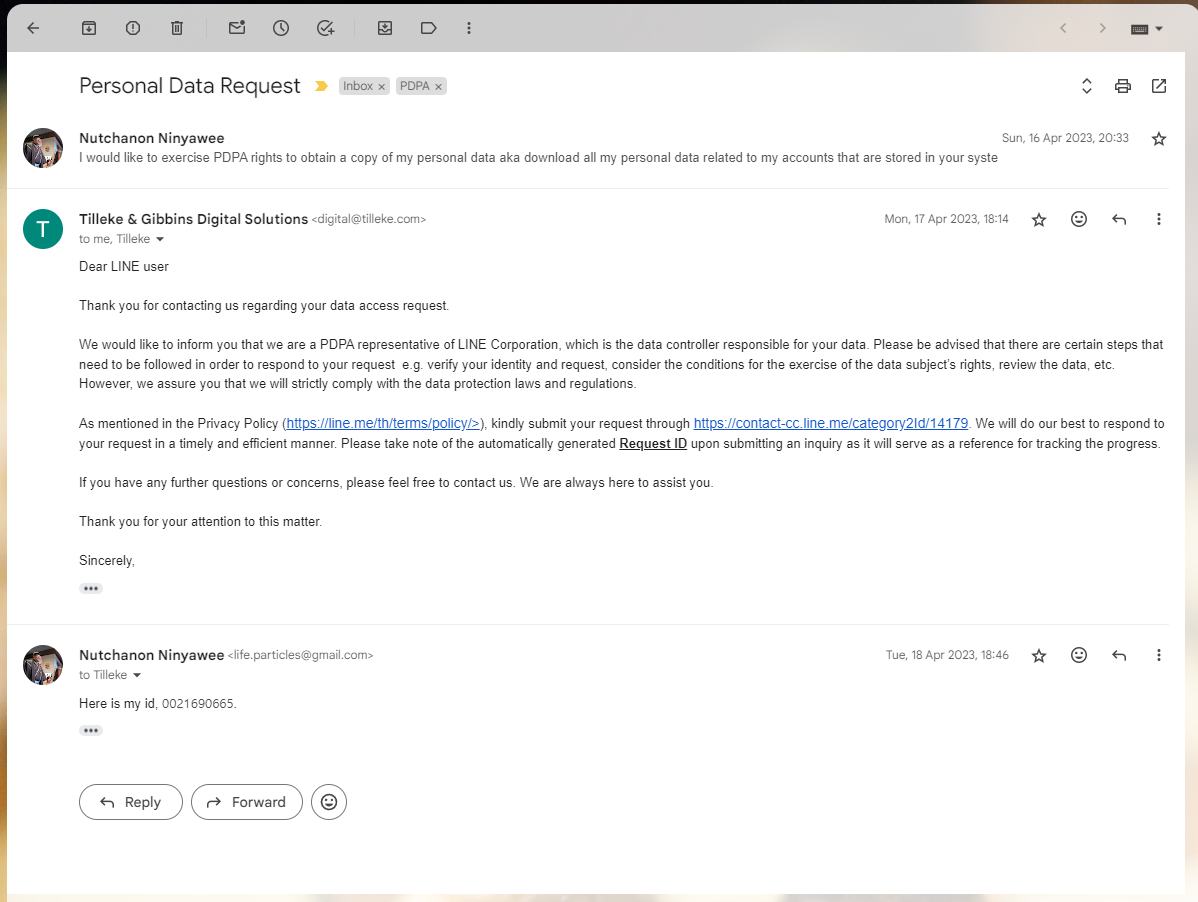 Personal Data Request Inbox × PDPA ×
Nutchanon Ninyawee Sun, 16 Apr 2023, 20:33
I would like to exercise PDPA rights to obtain a copy of my personal data aka download all my personal data related to my accounts that are stored in your syste
T
Tilleke & Gibbins Digital Solutions <digital@tilleke.com> Mon, 17 Apr 2023, 18:14
to me, Tilleke
Dear LINE user
Thank you for contacting us regarding your data access request.
We would like to inform you that we are a PDPA representative of LINE Corporation, which is the data controller responsible for your data. Please be advised that there are certain steps that
need to be followed in order to respond to your request  e.g. verify your identity and request, consider the conditions for the exercise of the data subject's rights, review the data, etc.
However, we assure you that we will strictly comply with the data protection laws and regulations.
As mentioned in the Privacy Policy (https://line.me/th/terms/policy/>), kindly submit your request through https://contact-cc.line.me/category2Id/14179. We will do our best to respond to
your request in a timely and efficient manner. Please take note of the automatically generated Request ID upon submitting an inquiry as it will serve as a reference for tracking the progress.
If you have any further questions or concerns, please feel free to contact us. We are always here to assist you.
Thank you for your attention to this matter.
Sincerely,
Nutchanon Ninyawee <life.particles@gmail.com> Tue, 18 Apr 2023, 18:46
to Tilleke
Here is my id, 0021690665.
Reply Forward